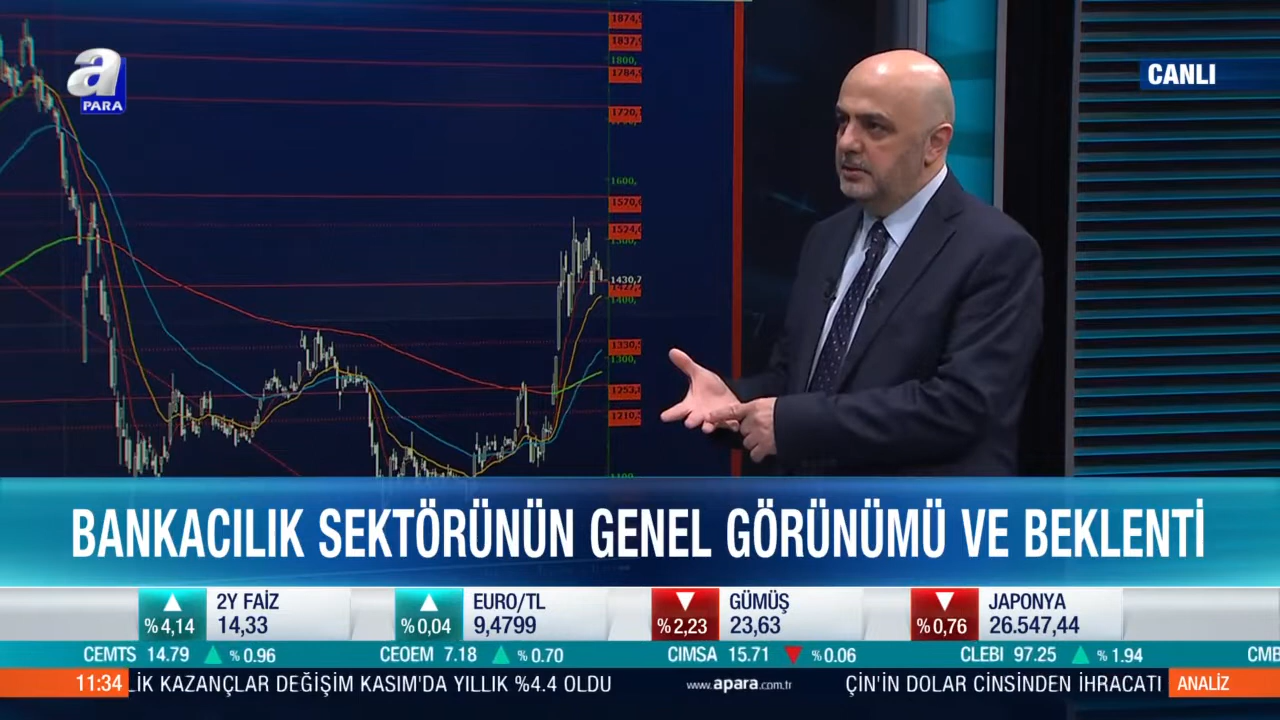 a
PARA
CANLI
1874,
1837,
1800,
1784,
1600,
1570,
1524,
1430,7
1400,
1330,
1300,
1253,
1210,
BANKACILIK SEKTÖRÜNÜN GENEL GÖRÜNÜMÜ VE BEKLENTİ
%4,14 2Y FAİZ 14,33
%0,04 EURO/TL 9,4799
%2,23 GÜMÜŞ 23,63
%0,76 JAPONYA 26.547,44
CEMTS 14.79 ▲ %0.96 CEOEM 7.18 ▲ %0.70 CIMSA 15.71 ▼ %0.06 CLEBI 97.25 ▲ %1.94 CMB
11:34 LİK KAZANÇLAR DEĞİŞİM KASIM'DA YILLIK %4.4 OLDU www.apara.com.tr ÇİN'İN DOLAR CİNSİNDEN İHRACATI ANALİZ